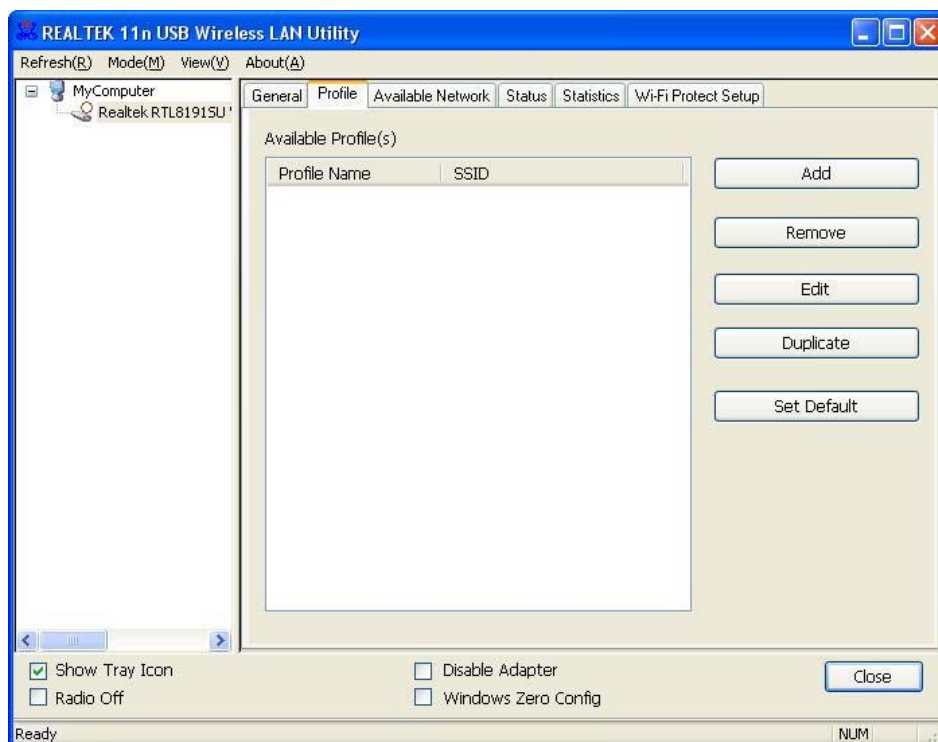 REALTEK 11n USB Wireless LAN Utility
Refresh(R) Mode(M) View(V) About(A)
MyComputer
Realtek RTL8191SU
General Profile Available Network Status Statistics Wi-Fi Protect Setup
Available Profile(s)
Profile Name SSID
Add
Remove
Edit
Duplicate
Set Default
Show Tray Icon
Radio Off
Disable Adapter
Windows Zero Config
Close
Ready NUM